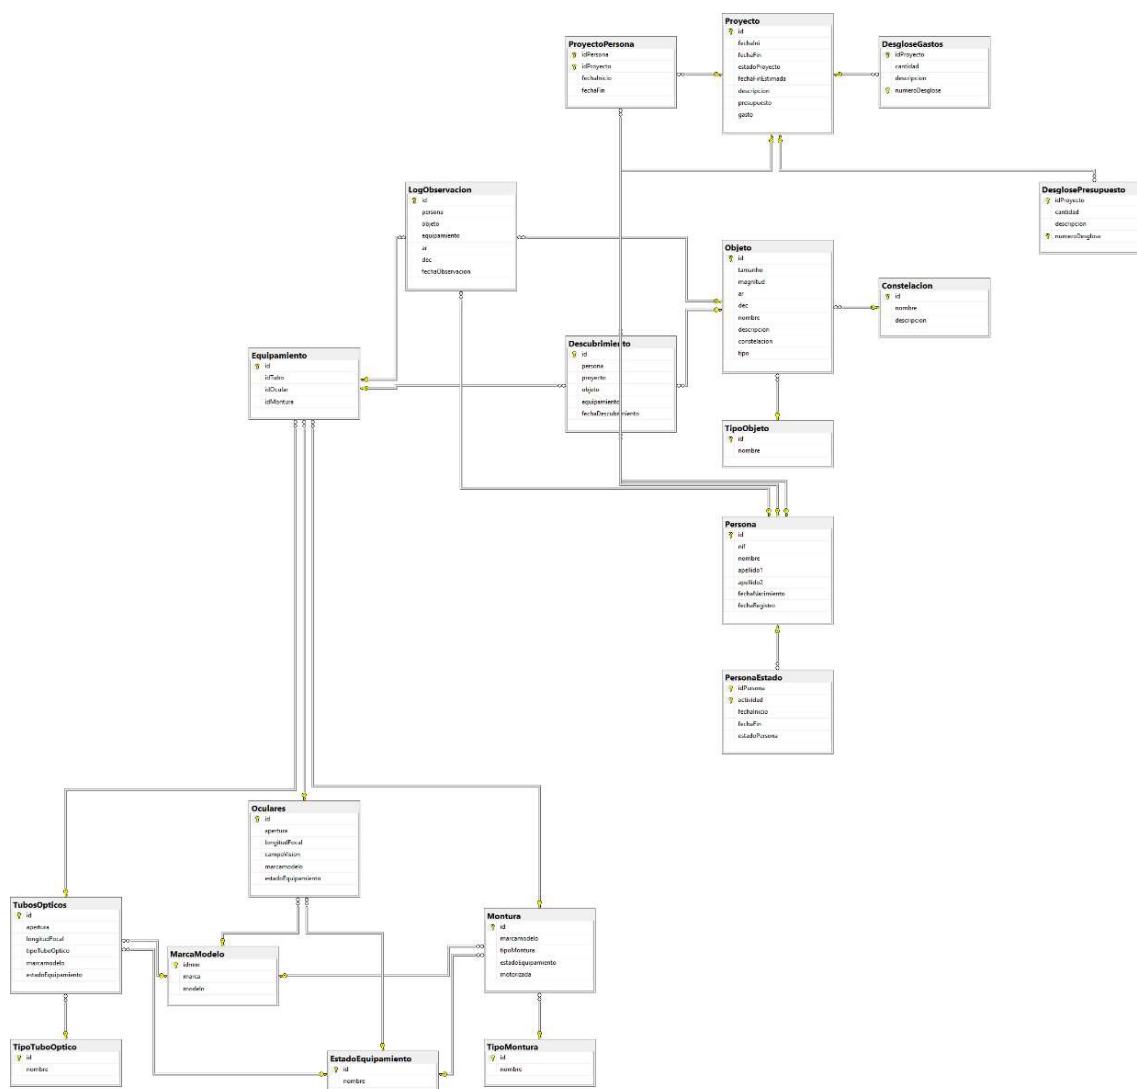 Proyecto
id
fechaIni
fechaFin
estadoProyecto
fechaFinEstimada
descripcion
presupuesto
gasto
ProyectoPersona
idPersona
idProyecto
fechaInicio
fechaFin
DesgloseGastos
idProyecto
cantidad
descripcion
numeroDesglose
LogObservacion
id
persona
objeto
equipamiento
ar
dec
fechaObservacion
DesglosePresupuesto
idProyecto
cantidad
descripcion
numeroDesglose
Objeto
id
tamanho
magnitud
ar
dec
nombre
descripcion
constelacion
tipo
Constelacion
id
nombre
descripcion
Descubrimiento
id
persona
proyecto
objeto
equipamiento
fechaDescubrimiento
Equipamiento
id
idTubo
idOcular
idMontura
TipoObjeto
id
nombre
Persona
id
nif
nombre
apellido1
apellido2
fechaNacimiento
fechaRegistro
PersonaEstado
idPersona
actividad
fechaInicio
fechaFin
estadoPersona
Oculares
id
apertura
longitudFocal
campoVision
marcamodelo
estadoEquipamiento
TubosOpticos
id
apertura
longitudFocal
tipoTuboOptico
marcamodelo
estadoEquipamiento
MarcaModelo
idmm
marca
modelo
Montura
id
marcamodelo
tipoMontura
estadoEquipamiento
motorizada
TipoTuboOptico
id
nombre
EstadoEquipamiento
id
nombre
TipoMontura
id
nombre